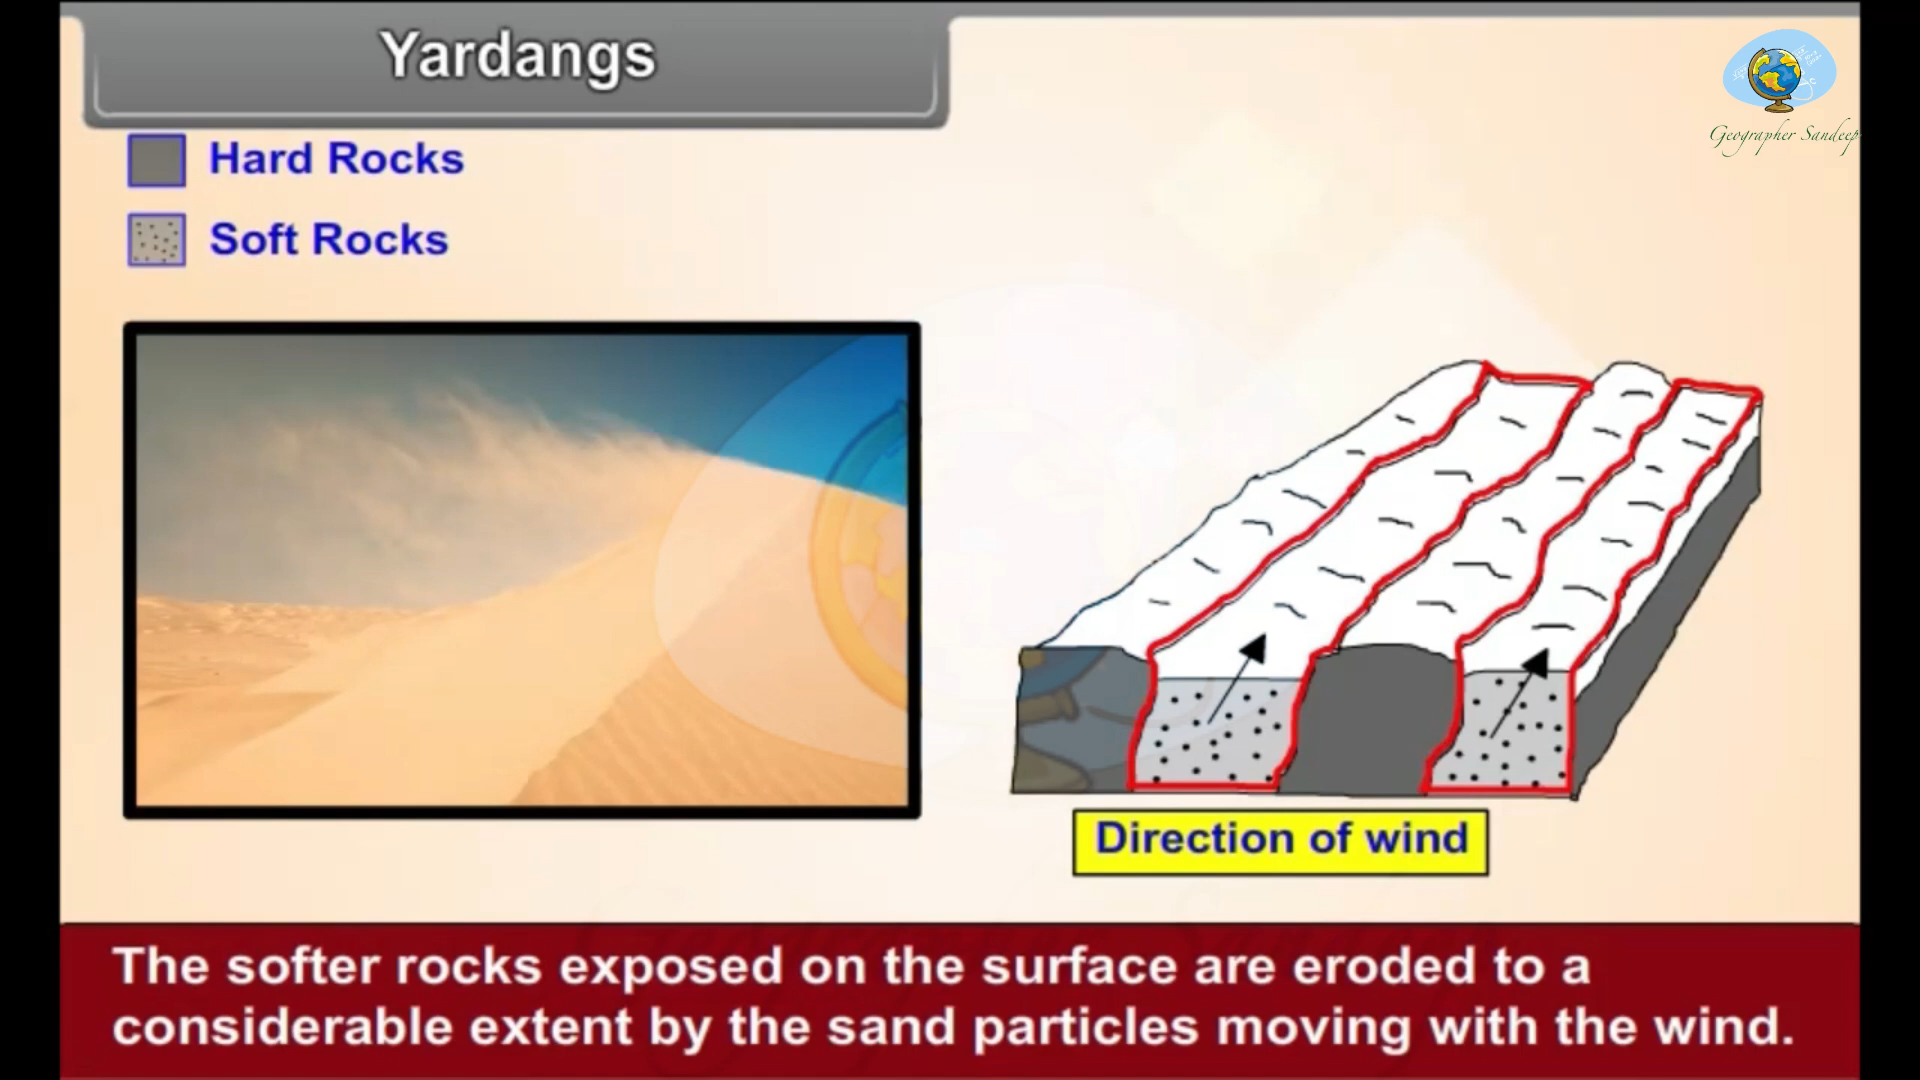 Yardangs
Geographer Sandeep
Hard Rocks
Soft Rocks
Direction of wind
The softer rocks exposed on the surface are eroded to a
considerable extent by the sand particles moving with the wind.